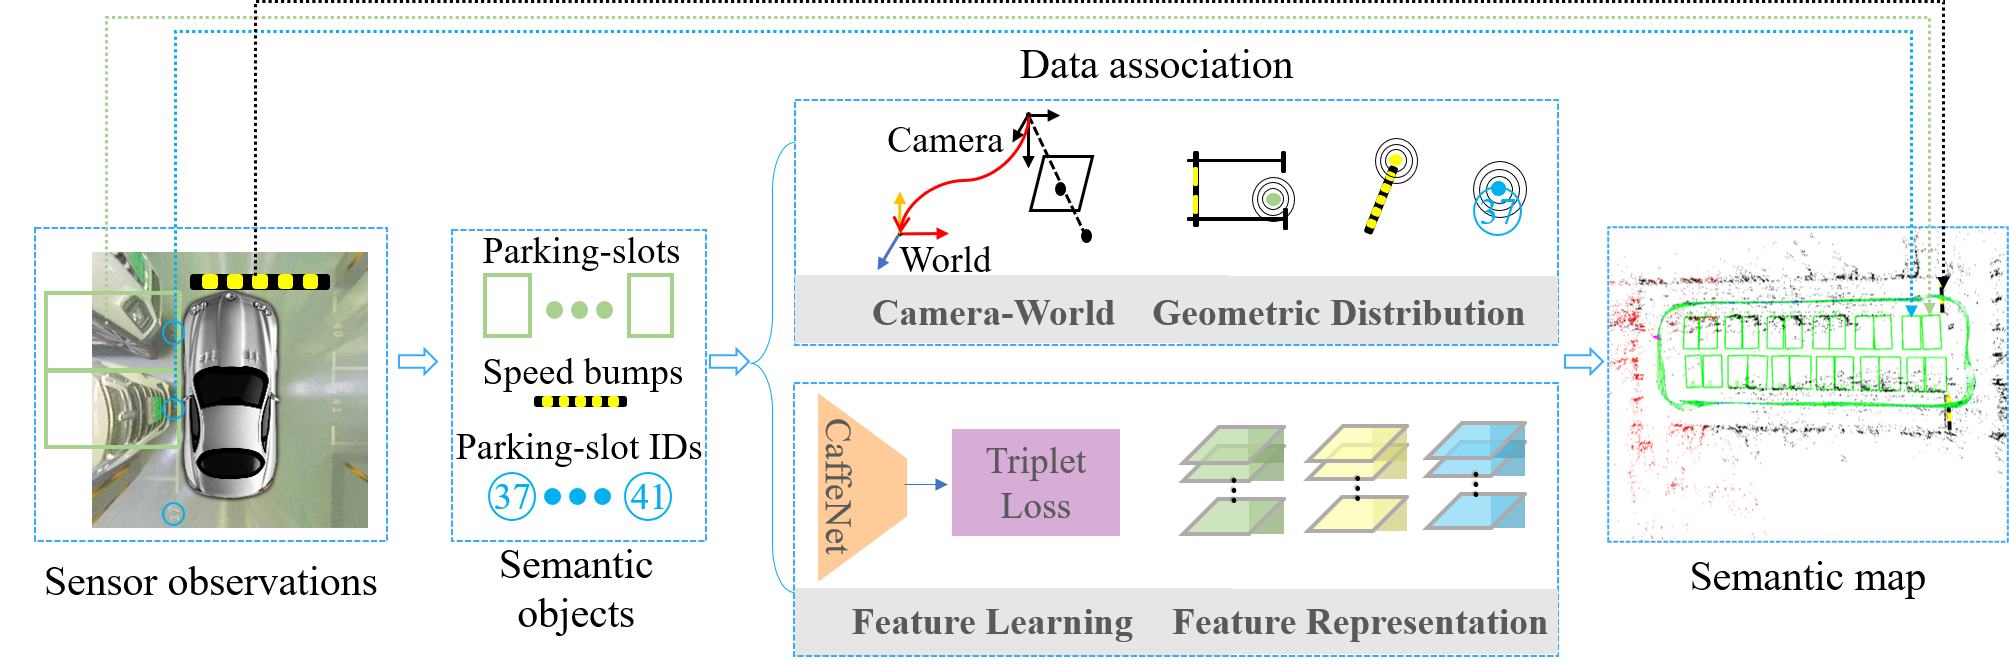 Data association
Camera
World
37
Camera-World
Geometric Distribution
Parking-slots
Speed bumps
Parking-slot IDs
37
41
CaffeNet
Triplet
Loss
Feature Learning
Feature Representation
Sensor observations
Semantic
objects
Semantic map